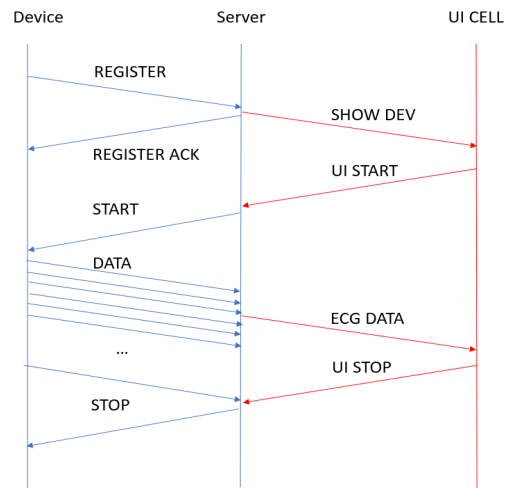 Device Server UI CELL
REGISTER
SHOW DEV
REGISTER ACK
UI START
START
DATA
ECG DATA
...
UI STOP
STOP